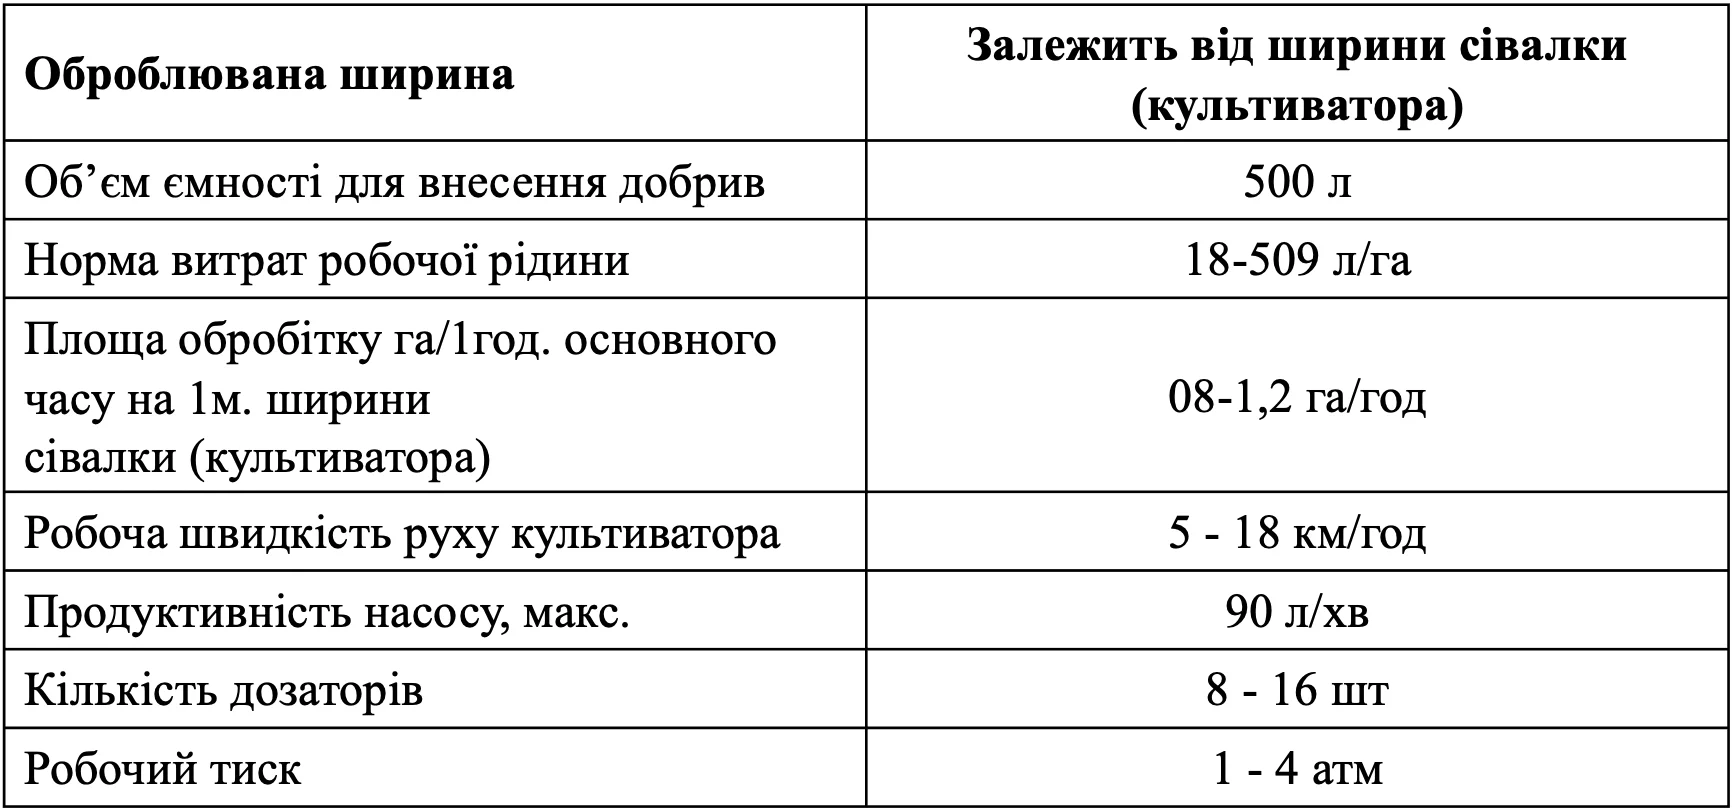 Оброблювана ширина
Залежить від ширини сівалки
(культиватора)
Об’єм ємності для внесення добрив
500 л
Норма витрат робочої рідини
18-509 л/га
Площа обробітку га/1год. основного
часу на 1м. ширини
сівалки (культиватора)
08-1,2 га/год
Робоча швидкість руху культиватора
5 - 18 км/год
Продуктивність насосу, макс.
90 л/хв
Кількість дозаторів
8 - 16 шт
Робочий тиск
1 - 4 атм